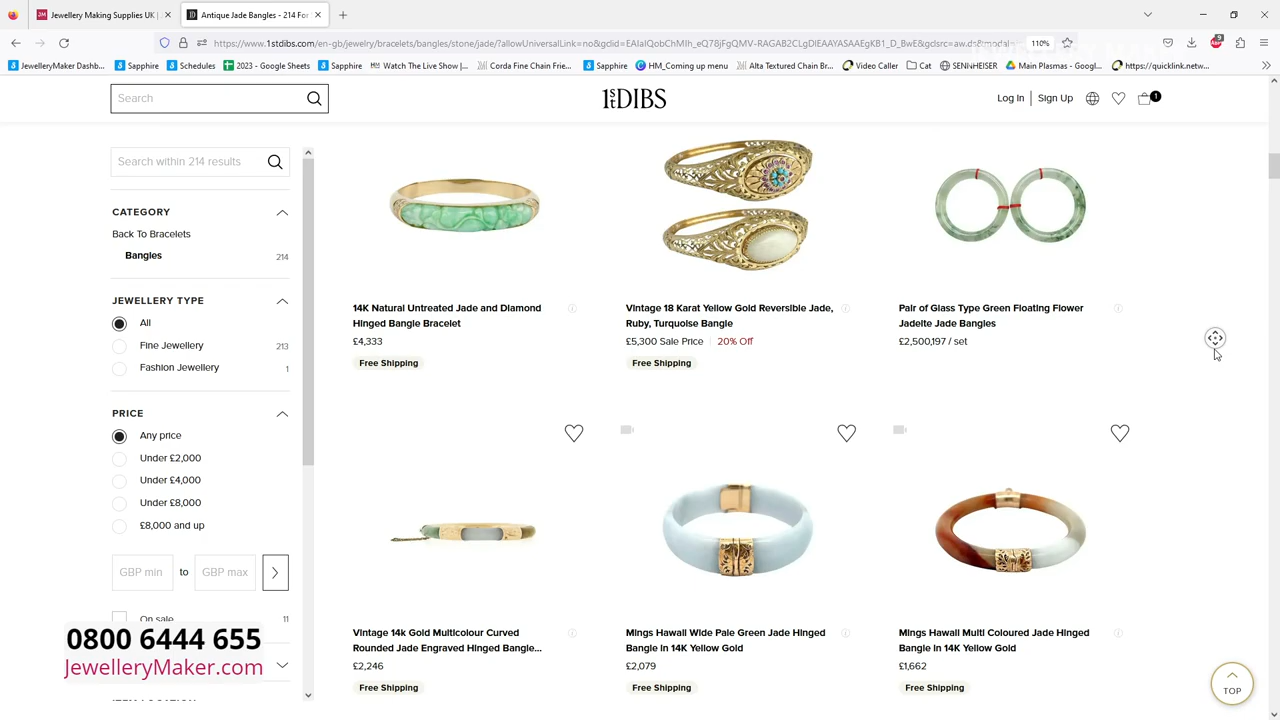 Jewellery Making Supplies UK |
Antique Jade Bangles - 214 For
https://www.1stdibs.com/en-gb/jewelry/bracelets/bangles/stone/jade/?allowUniversalLink=no&gdid=EAIaIQobChMIh_eQ78jFgQMV-RAGAB2CLgDIEAAYASAAEgKB1_D_BwE&gclsrc=aw.ds&
110%
9
JewelleryMaker Dashb...
Sapphire
Schedules
2023 - Google Sheets
Sapphire
Watch The Live Show |...
Corda Fine Chain Frie...
Sapphire
HM_Coming up menu
Alta Textured Chain Br...
Video Caller
Cat
SENNHEISER
Main Plasmas - Googl...
https://quicklink.netw...
Search
1STDIBS
Log In
Sign Up
1
Search within 214 results
CATEGORY
Back To Bracelets
Bangles 214
JEWELLERY TYPE
All
Fine Jewellery 213
Fashion Jewellery 1
PRICE
Any price
Under £2,000
Under £4,000
Under £8,000
£8,000 and up
GBP min to GBP max
On sale 11
14K Natural Untreated Jade and Diamond
Hinged Bangle Bracelet
£4,333
Free Shipping
Vintage 18 Karat Yellow Gold Reversible Jade,
Ruby, Turquoise Bangle
£5,300 Sale Price | 20% Off
Free Shipping
Pair of Glass Type Green Floating Flower
Jadeite Jade Bangles
£2,500,197 / set
Vintage 14k Gold Multicolour Curved
Rounded Jade Engraved Hinged Bangle...
£2,246
Free Shipping
Mings Hawaii Wide Pale Green Jade Hinged
Bangle in 14K Yellow Gold
£2,079
Free Shipping
Mings Hawaii Multi Coloured Jade Hinged
Bangle in 14K Yellow Gold
£1,662
Free Shipping
TOP
0800 6444 655
JewelleryMaker.com